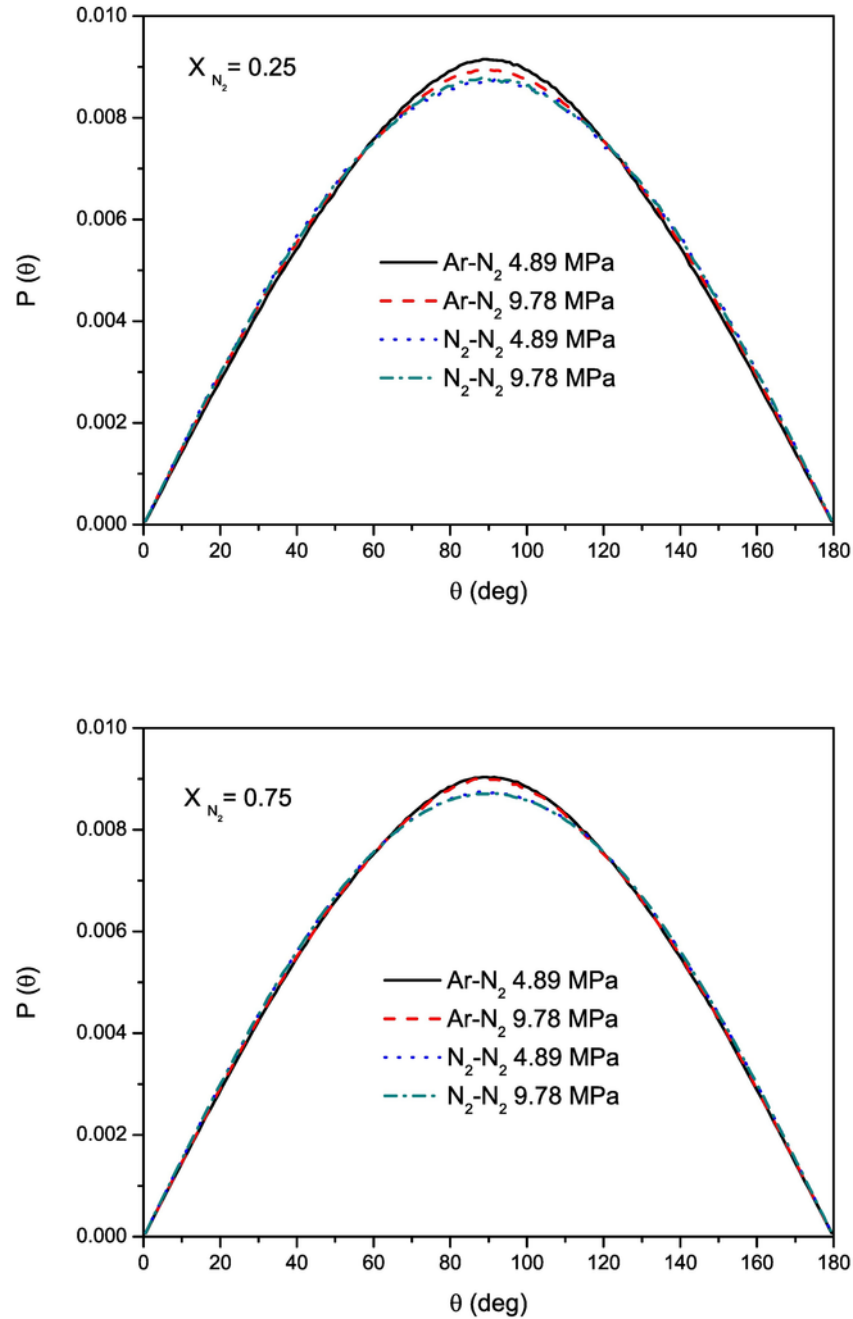 0.010
0.008
0.006
0.004
0.002
0.000
P (θ)
X N₂ = 0.25
Ar-N₂ 4.89 MPa
Ar-N₂ 9.78 MPa
N₂-N₂ 4.89 MPa
N₂-N₂ 9.78 MPa
0 20 40 60 80 100 120 140 160 180
θ (deg)
0.010
0.008
0.006
0.004
0.002
0.000
P (θ)
X N₂ = 0.75
Ar-N₂ 4.89 MPa
Ar-N₂ 9.78 MPa
N₂-N₂ 4.89 MPa
N₂-N₂ 9.78 MPa
0 20 40 60 80 100 120 140 160 180
θ (deg)